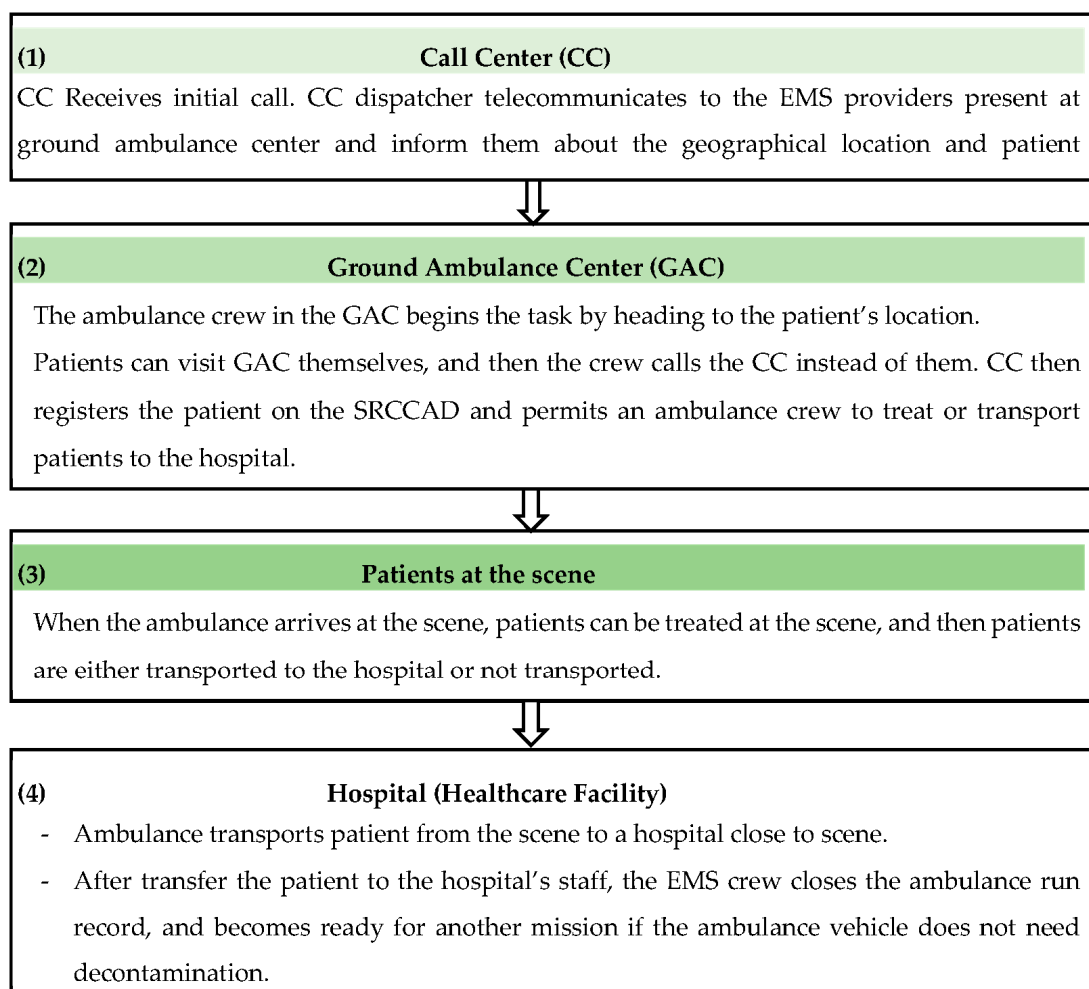 (1) Call Center (CC)
CC Receives initial call. CC dispatcher telecommunicates to the EMS providers present at
ground ambulance center and inform them about the geographical location and patient
(2) Ground Ambulance Center (GAC)
The ambulance crew in the GAC begins the task by heading to the patient's location.
Patients can visit GAC themselves, and then the crew calls the CC instead of them. CC then
registers the patient on the SRCCAD and permits an ambulance crew to treat or transport
patients to the hospital.
(3) Patients at the scene
When the ambulance arrives at the scene, patients can be treated at the scene, and then patients
are either transported to the hospital or not transported.
(4) Hospital (Healthcare Facility)
- Ambulance transports patient from the scene to a hospital close to scene.
- After transfer the patient to the hospital's staff, the EMS crew closes the ambulance run
record, and becomes ready for another mission if the ambulance vehicle does not need
decontamination.